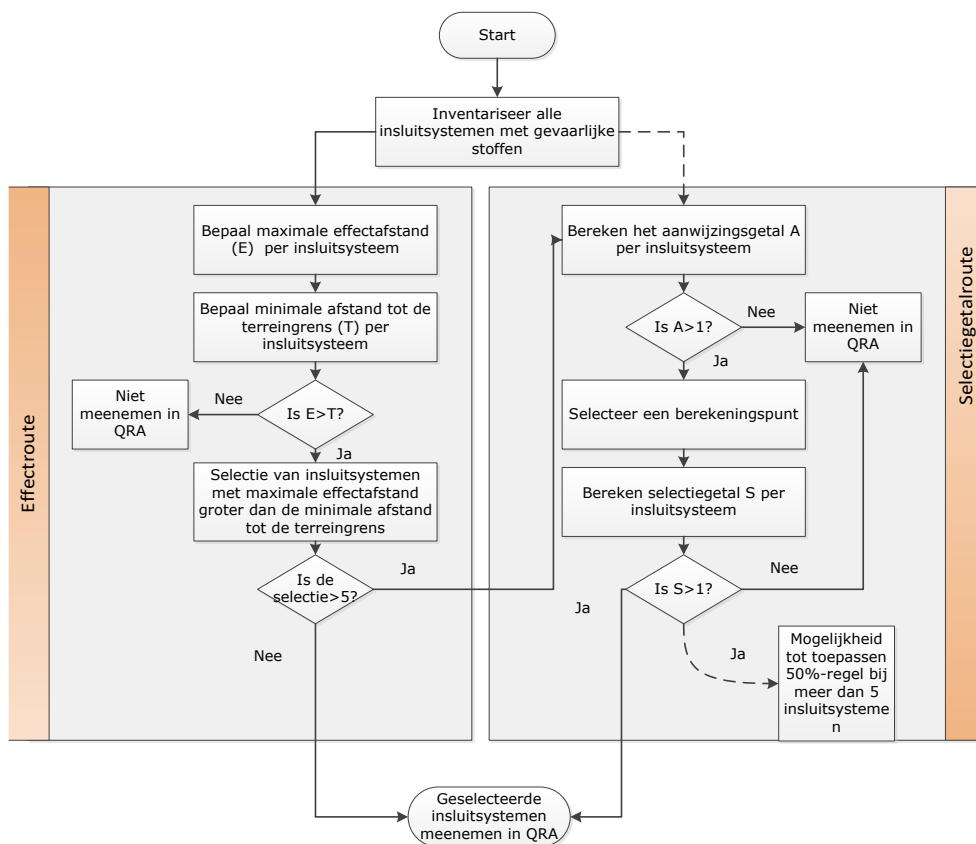 Start
Inventariseer alle
insluitsystemen met gevaarlijke
stoffen
Effectroute
Bepaal maximale effectafstand
(E) per insluitsysteem
Bepaal minimale afstand tot de
terreingrens (T) per
insluitsysteem
Is E>T?
Nee
Niet
meenemen in
QRA
Ja
Selectie van insluitsystemen
met maximale effectafstand
groter dan de minimale afstand
tot de terreingrens
Is de
selectie>5?
Ja
Nee
Selectiegetalroute
Bereken het aanwijzingsgetal A
per insluitsysteem
Is A>1?
Nee
Niet
meenemen in
QRA
Ja
Selecteer een berekeningspunt
Bereken selectiegetal S per
insluitsysteem
Is S>1?
Nee
Ja
Ja
Mogelijkheid
tot toepassen
50%-regel bij
meer dan 5
insluitsysteme
n
Geselecteerde
insluitsystemen
meenemen in QRA